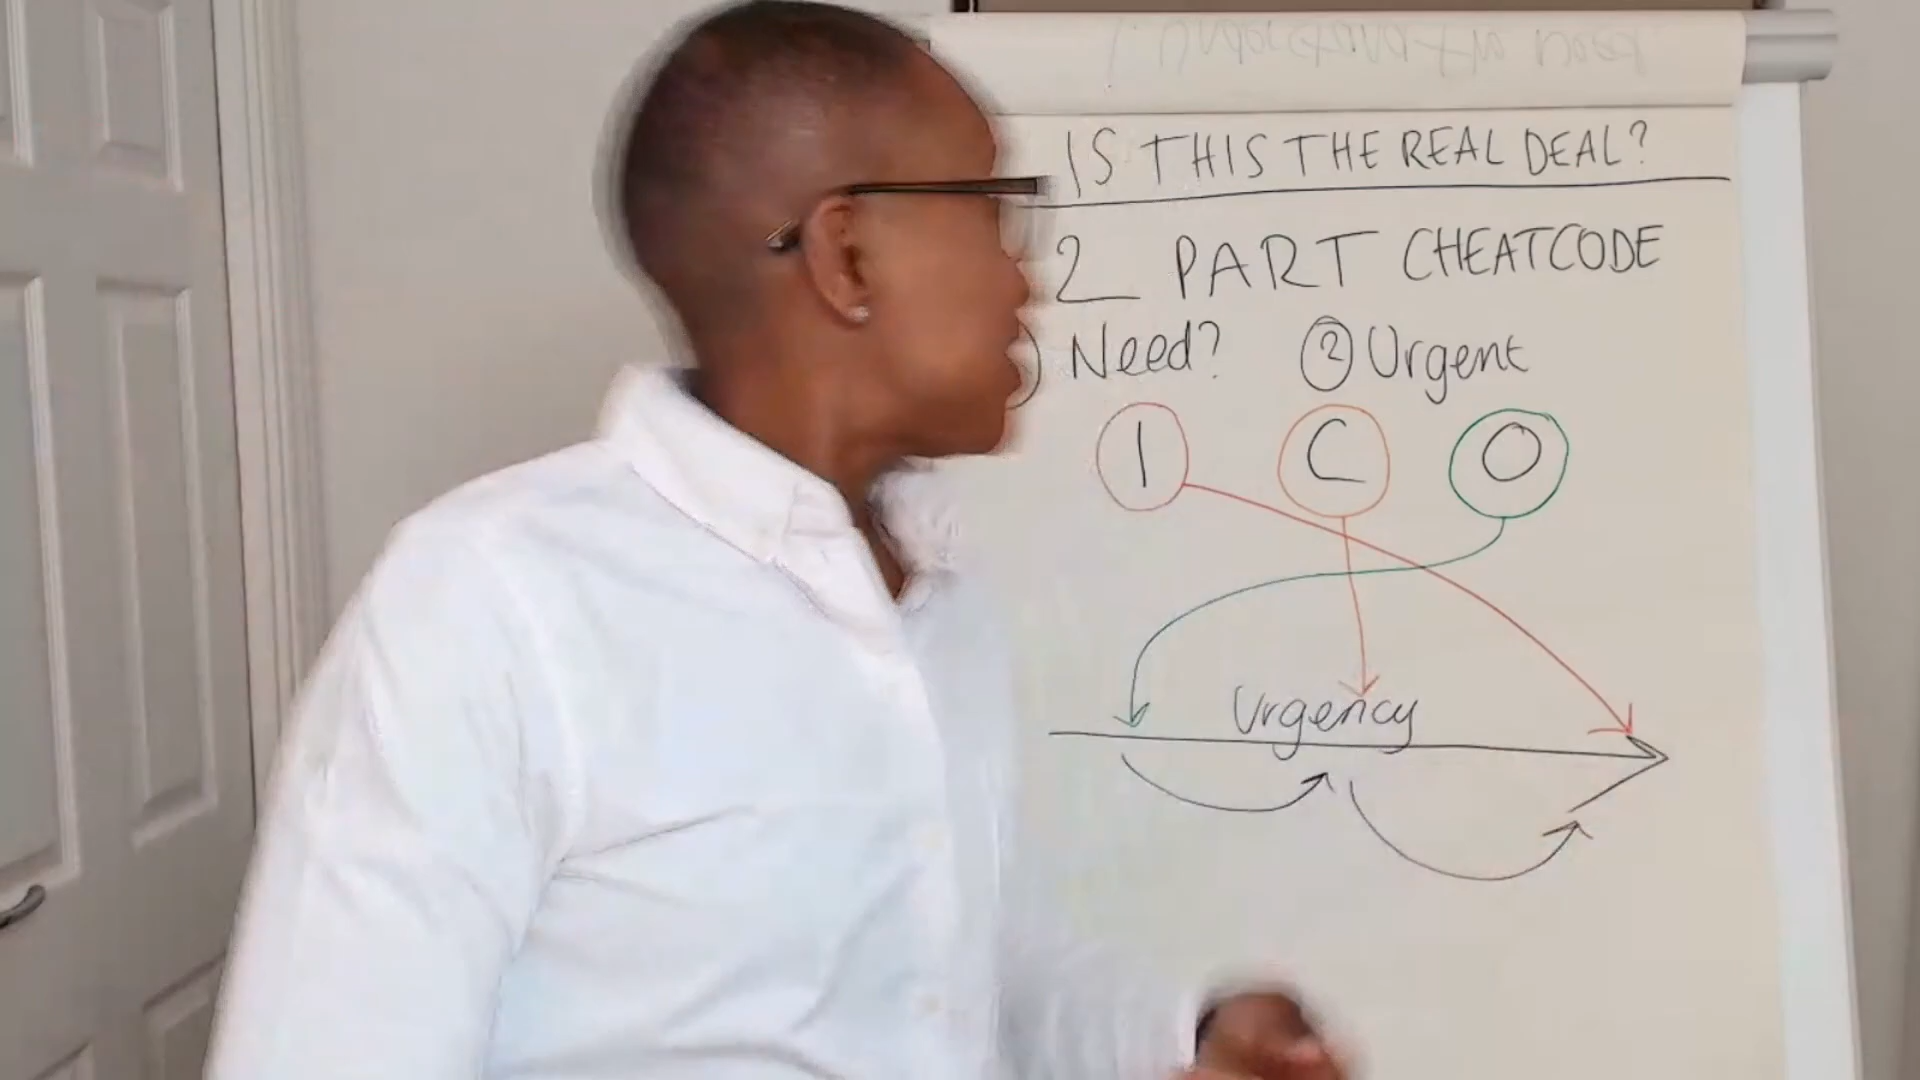 IS THIS THE REAL DEAL?
2 PART CHEATCODE
Need? ② Urgent
I C O
Urgency